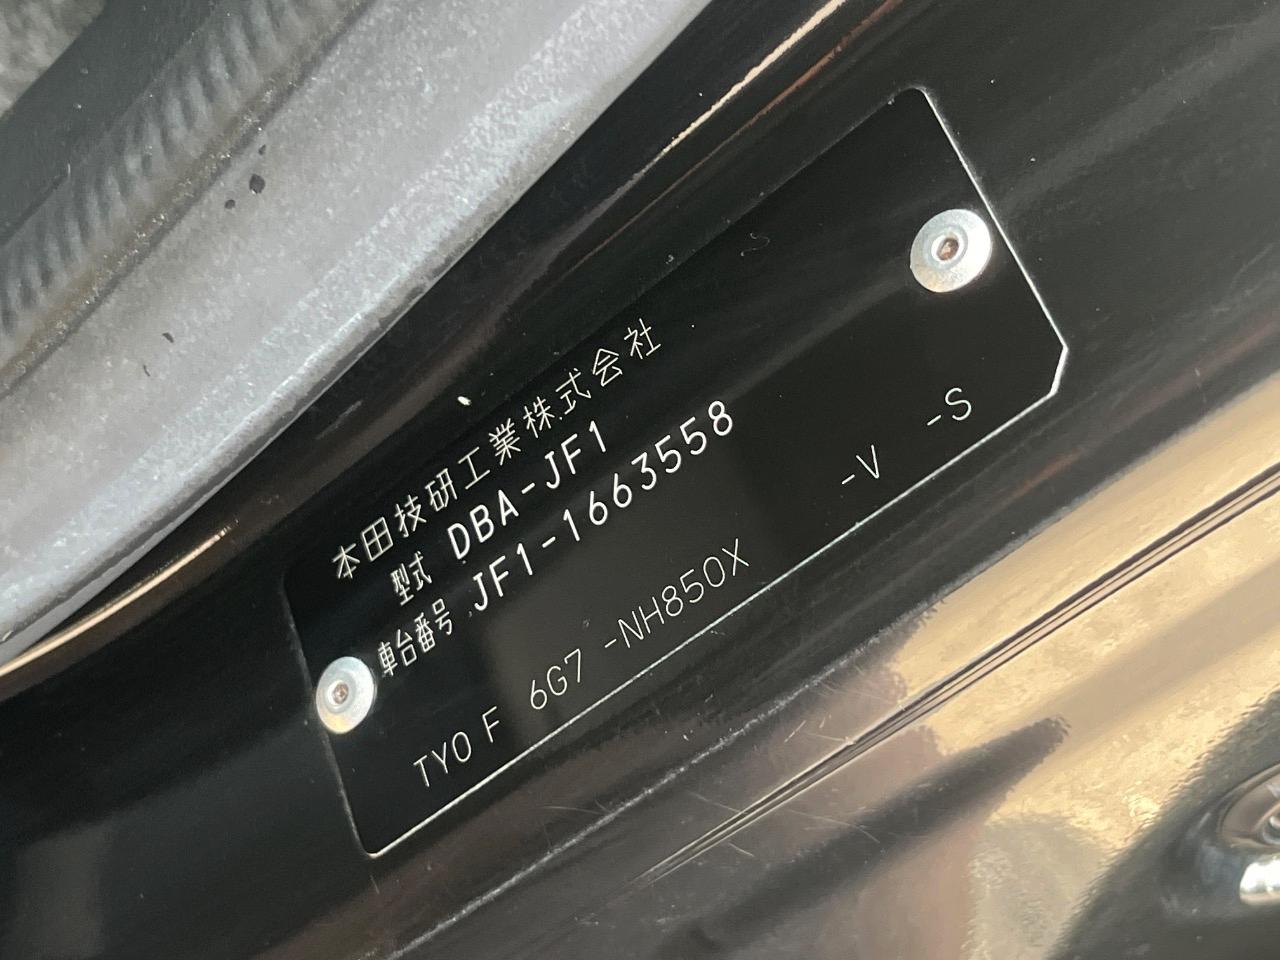 本田技研工業株式会社
型式 DBA-JF1
車台番号 JF1-1663558
TYO F 6G7 -NH850X -V -S